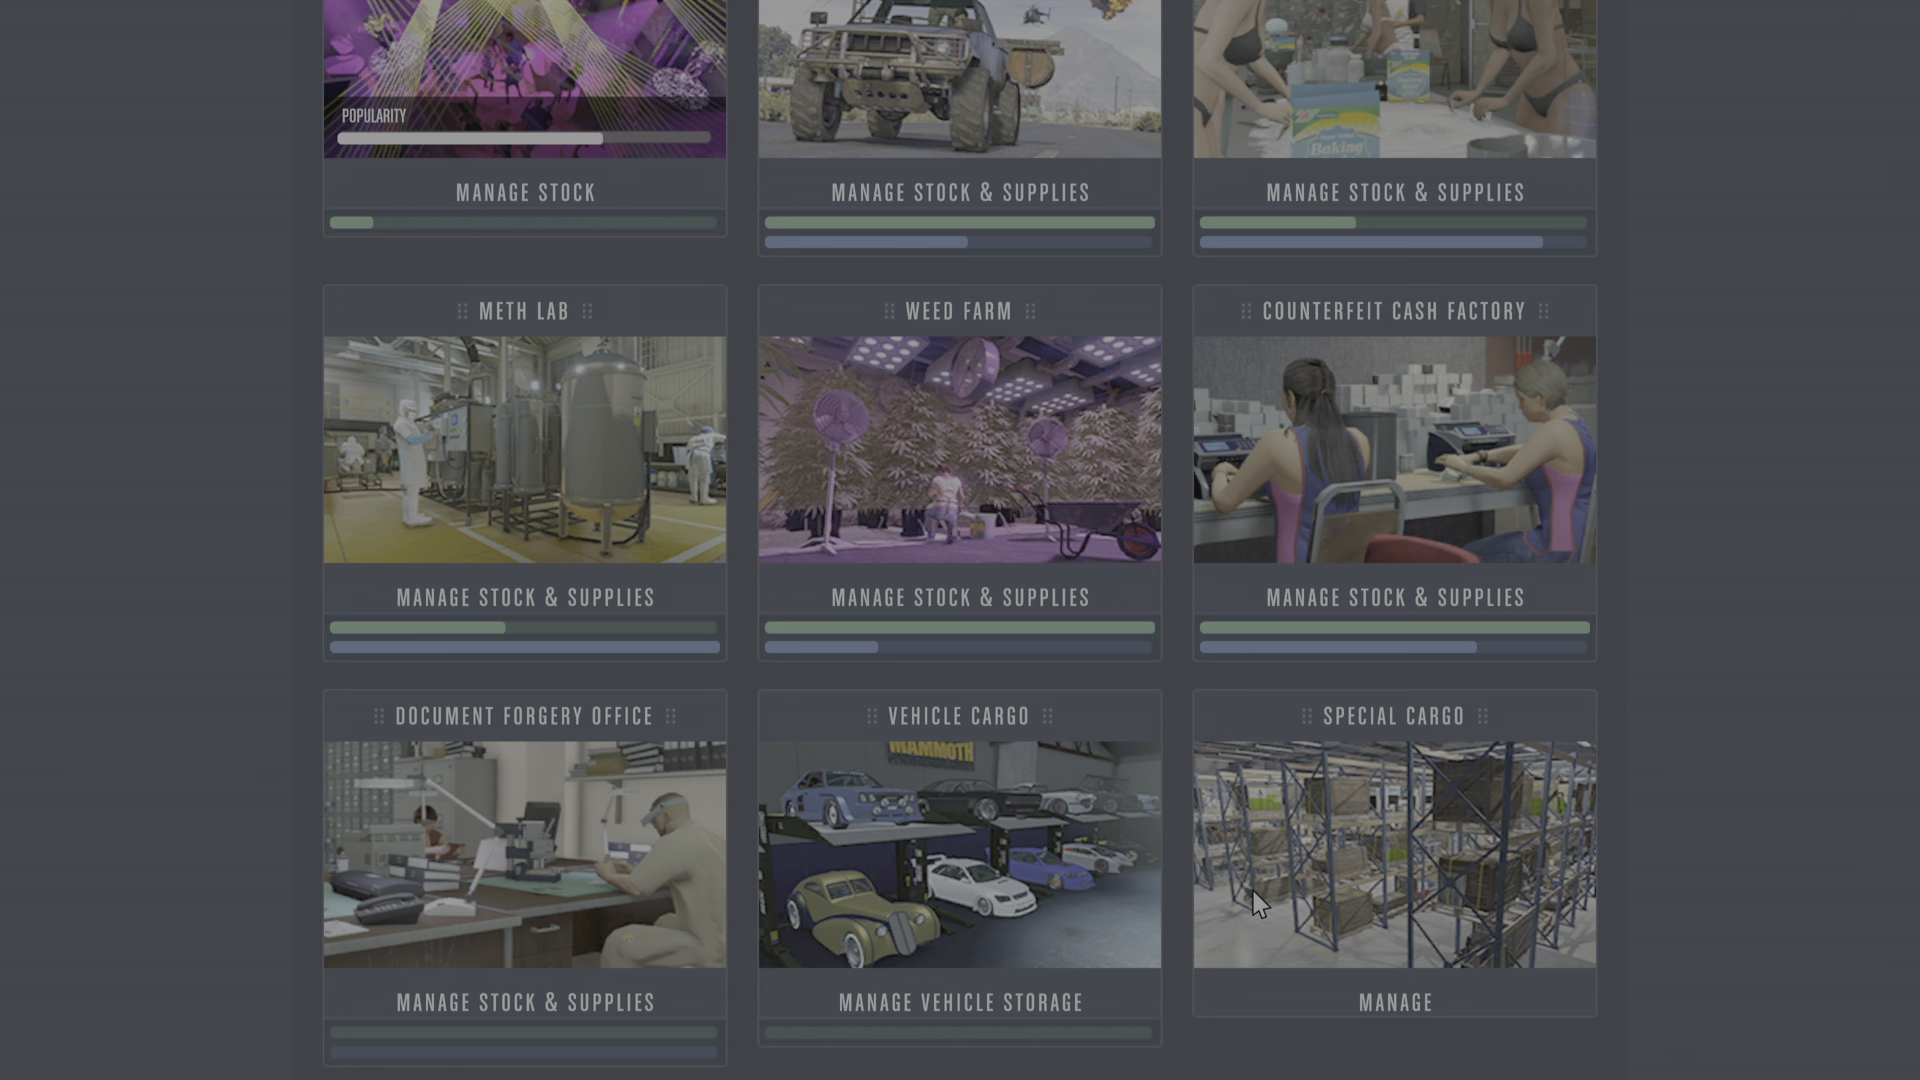 POPULARITY
MANAGE STOCK
MANAGE STOCK & SUPPLIES
Baking
MANAGE STOCK & SUPPLIES
METH LAB
MANAGE STOCK & SUPPLIES
WEED FARM
MANAGE STOCK & SUPPLIES
COUNTERFEIT CASH FACTORY
MANAGE STOCK & SUPPLIES
DOCUMENT FORGERY OFFICE
MANAGE STOCK & SUPPLIES
VEHICLE CARGO
MAMMOTH
MANAGE VEHICLE STORAGE
SPECIAL CARGO
MANAGE